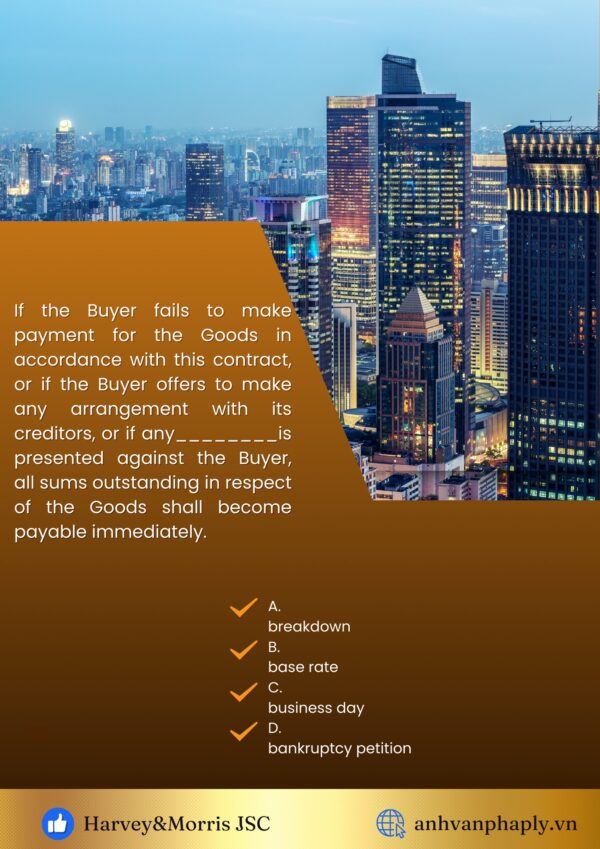 If the Buyer fails to make
payment for the Goods in
accordance with this contract,
or if the Buyer offers to make
any arrangement with its
creditors, or if any________is
presented against the Buyer,
all sums outstanding in respect
of the Goods shall become
payable immediately.
A.
breakdown
B.
base rate
C.
business day
D.
bankruptcy petition
Harvey&Morris JSC
anhvanphaply.vn